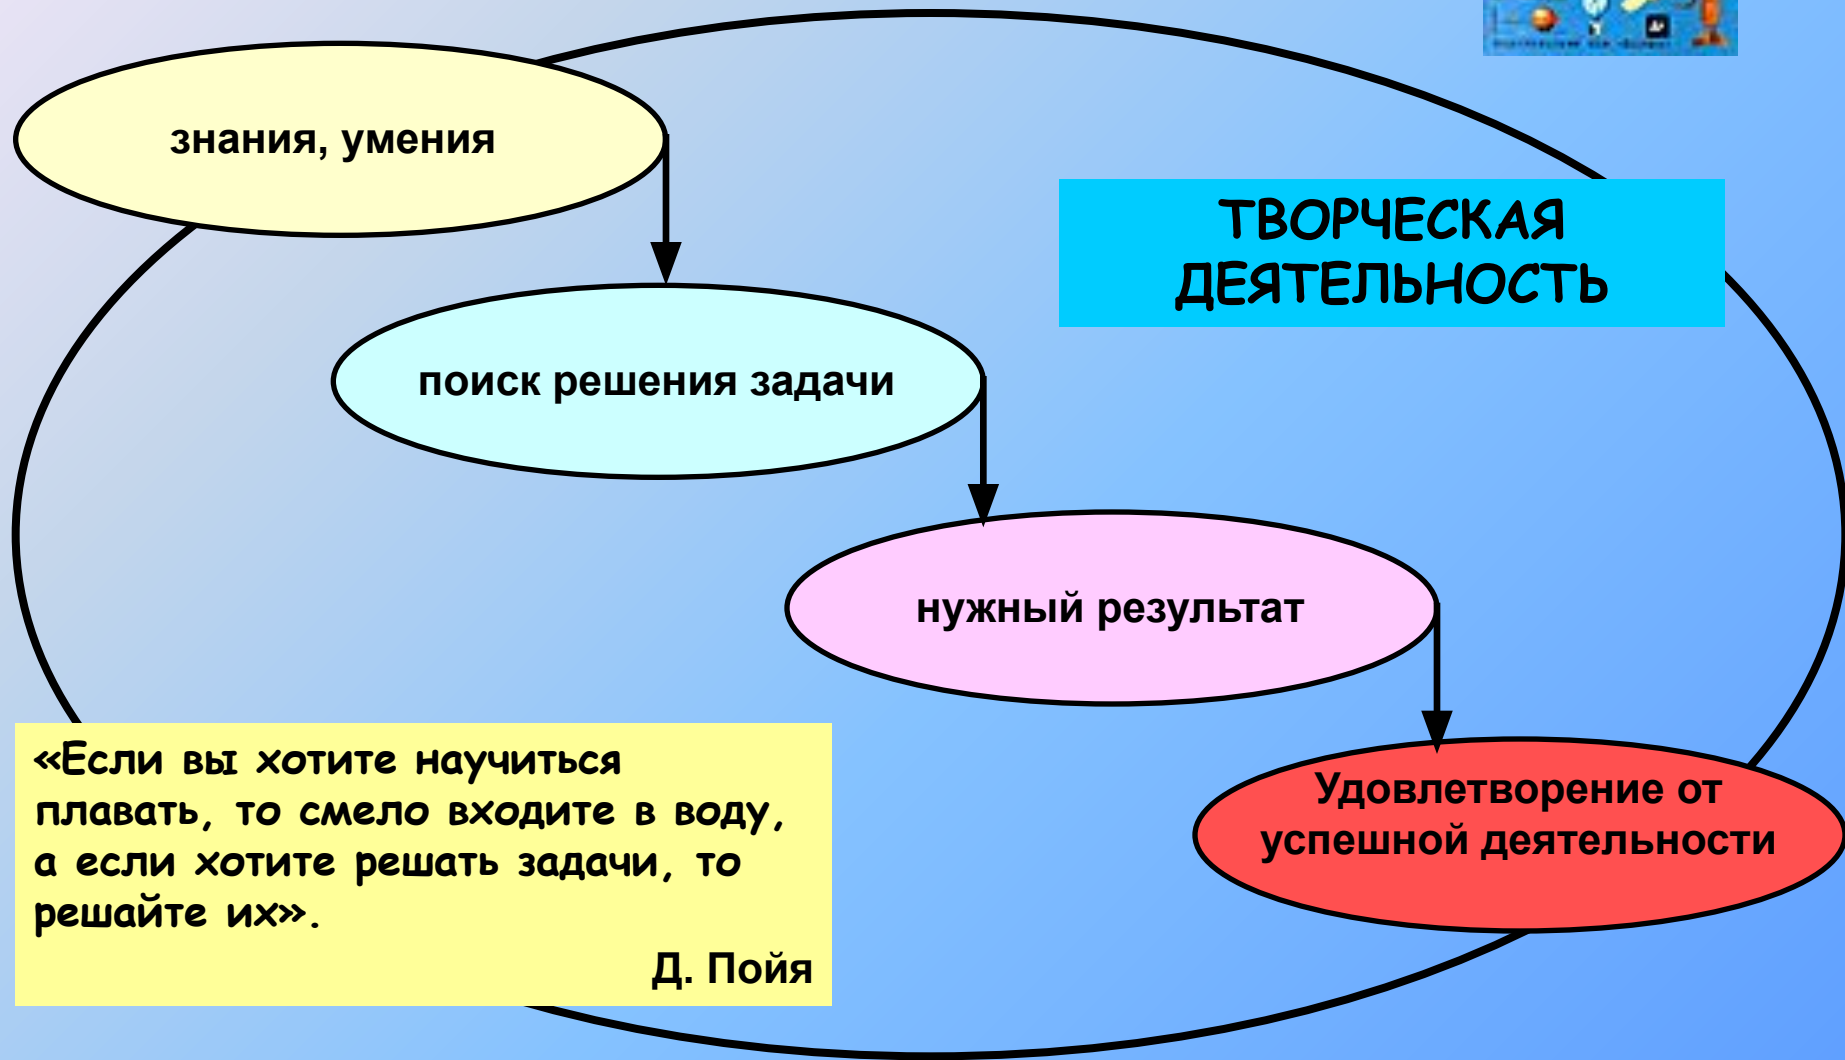 знания, умения
ТВОРЧЕСКАЯ
ДЕЯТЕЛЬНОСТЬ
поиск решения задачи
нужный результат
Удовлетворение от
успешной деятельности
«Если вы хотите научиться
плавать, то смело входите в воду,
а если хотите решать задачи, то
решайте их».
Д. Пойя